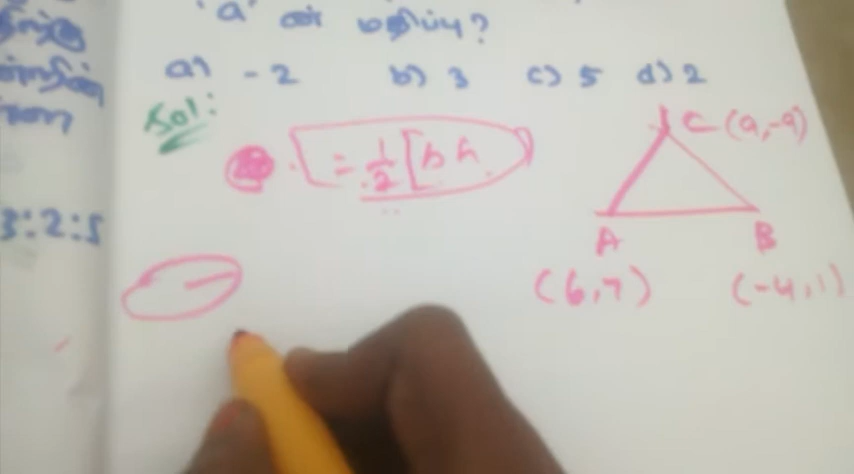 'a' ன் மதிப்பு?
a) -2 b) 3 c) 5 d) 2
Sol:
= 1/2 [b h
C (a,-9)
A B
(6,7) (-4,1)
3:2:5